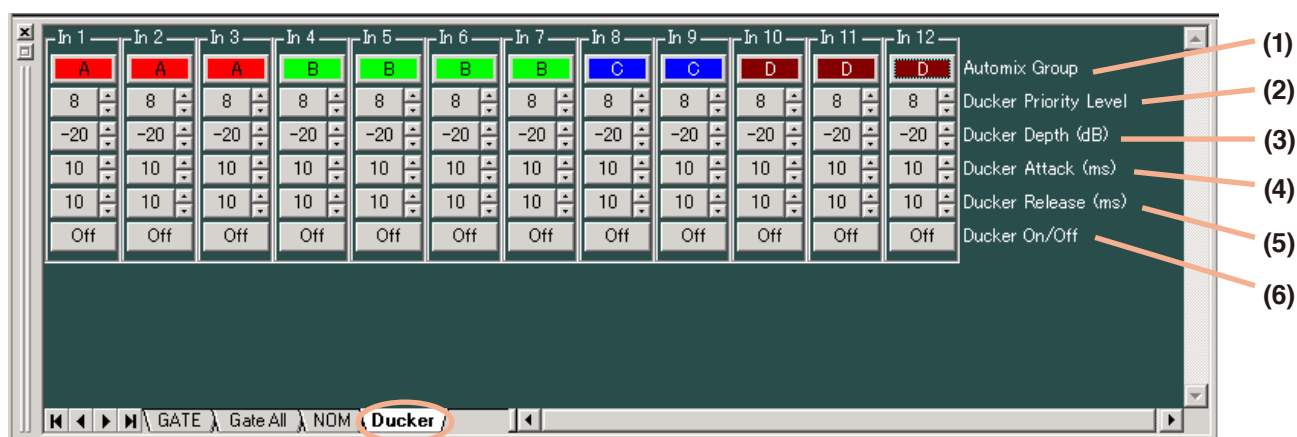 In 1 In 2 In 3 In 4 In 5 In 6 In 7 In 8 In 9 In 10 In 11 In 12
A A A B B B B C C D D D Automix Group (1)
8 8 8 8 8 8 8 8 8 8 8 8 Ducker Priority Level (2)
-20 -20 -20 -20 -20 -20 -20 -20 -20 -20 -20 -20 Ducker Depth (dB) (3)
10 10 10 10 10 10 10 10 10 10 10 10 Ducker Attack (ms) (4)
10 10 10 10 10 10 10 10 10 10 10 10 Ducker Release (ms) (5)
Off Off Off Off Off Off Off Off Off Off Off Off Ducker On/Off (6)
GATE Gate All NOM Ducker